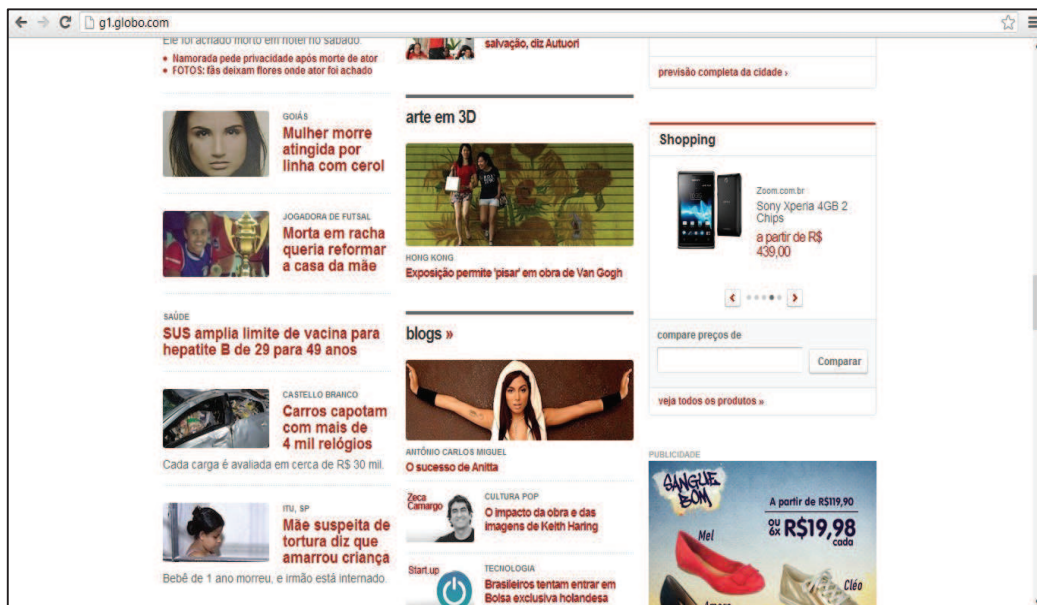 g1.globo.com
Ele foi achado morto em hotel no sábado.
• Namorada pede privacidade após morte de ator
• FOTOS: fãs deixam flores onde ator foi achado
GOIÁS
Mulher morre
atingida por
linha com cerol
JOGADORA DE FUTSAL
Morta em racha
queria reformar
a casa da mãe
SAÚDE
SUS amplia limite de vacina para
hepatite B de 29 para 49 anos
CASTELLO BRANCO
Carros capotam
com mais de
4 mil relógios
Cada carga é avaliada em cerca de R$ 30 mil.
ITU, SP
Mãe suspeita de
tortura diz que
amarrou criança
Bebê de 1 ano morreu, e irmão está internado.
salvação, diz Autuori
arte em 3D
HONG KONG
Exposição permite 'pisar' em obra de Van Gogh
blogs »
ANTÔNIO CARLOS MIGUEL
O sucesso de Anitta
Zeca
Camargo
CULTURA POP
O impacto da obra e das
imagens de Keith Haring
Start.up
TECNOLOGIA
Brasileiros tentam entrar em
Bolsa exclusiva holandesa
previsão completa da cidade ›
Shopping
Zoom.com.br
Sony Xperia 4GB 2
Chips
a partir de R$
439,00
compare preços de
Comparar
veja todos os produtos »
PUBLICIDADE
SANGUE
BOM
A partir de R$119,90
ou
6x R$19,98
cada
Mel
Cléo